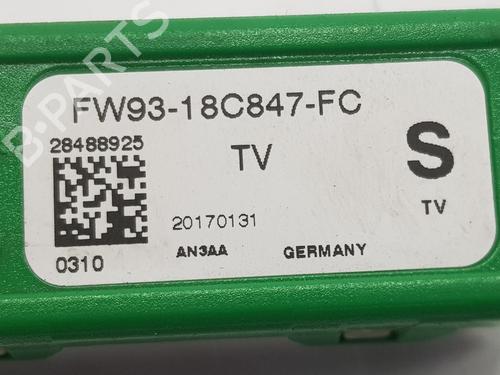 FW93-18C847-FC
28488925
TV
S
20170131
TV
AN3AA
GERMANY
0310
B-PARTS